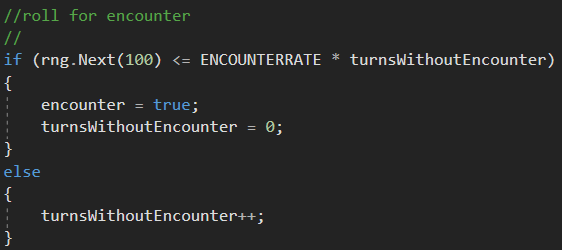 //roll for encounter
//
if (rng.Next(100) <= ENCOUNTERRATE * turnsWithoutEncounter)
{
    encounter = true;
    turnsWithoutEncounter = 0;
}
else
{
    turnsWithoutEncounter++;
}